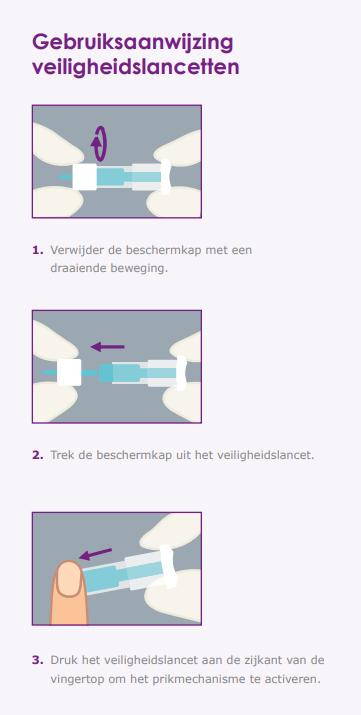 Gebruiksaanwijzing
veiligheidslancetten
1. Verwijder de beschermkap met een
draaiende beweging.
2. Trek de beschermkap uit het veiligheidslancet.
3. Druk het veiligheidslancet aan de zijkant van de
vingertop om het prikmechanisme te activeren.